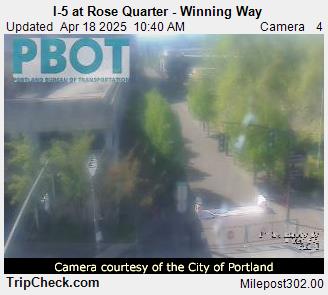 I-5 at Rose Quarter - Winning Way
Updated Apr 18 2025 10:40 AM Camera 4
PBOT
PORTLAND BUREAU OF TRANSPORTATION
Camera courtesy of the City of Portland
TripCheck.com Milepost302.00